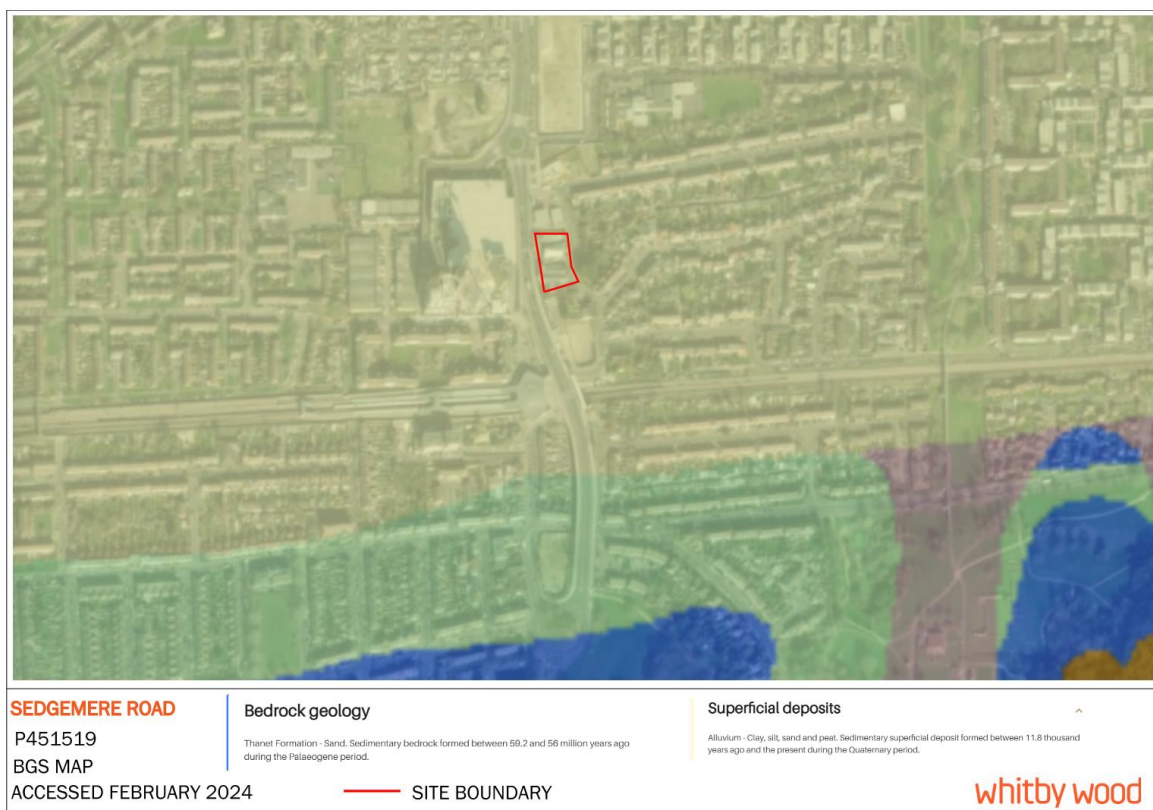 SEDGEMERE ROAD
P451519
BGS MAP
ACCESSED FEBRUARY 2024
Bedrock geology
Thanet Formation - Sand. Sedimentary bedrock formed between 59.2 and 56 million years ago
during the Palaeogene period.
SITE BOUNDARY
Superficial deposits
Alluvium - Clay, silt, sand and peat. Sedimentary superficial deposit formed between 11.8 thousand
years ago and the present during the Quaternary period.
whitby wood